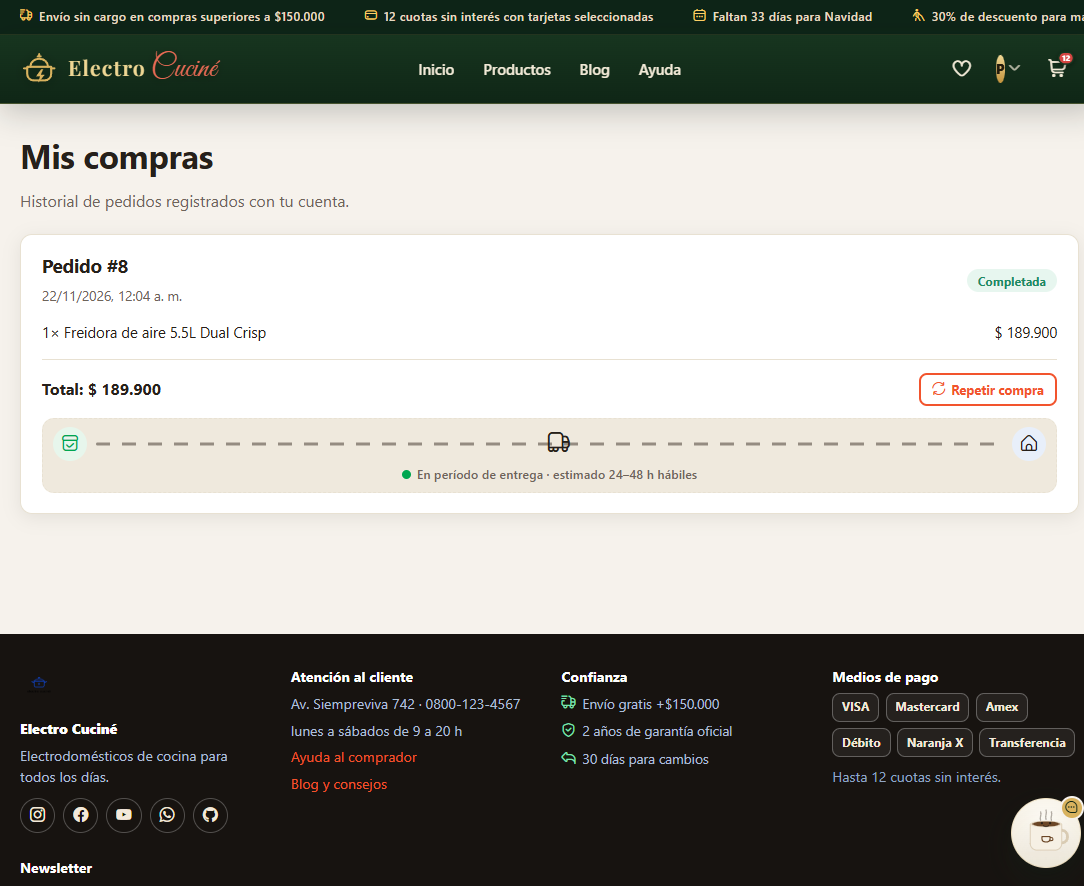 Envío sin cargo en compras superiores a $150.000
12 cuotas sin interés con tarjetas seleccionadas
Faltan 33 días para Navidad
30% de descuento para ma
Electro Cuciné
Inicio
Productos
Blog
Ayuda
P
12
Mis compras
Historial de pedidos registrados con tu cuenta.
Pedido #8
22/11/2026, 12:04 a. m.
Completada
1× Freidora de aire 5.5L Dual Crisp
$ 189.900
Total: $ 189.900
Repetir compra
En período de entrega · estimado 24–48 h hábiles
Electro Cuciné
Electrodomésticos de cocina para
todos los días.
Newsletter
Atención al cliente
Av. Siempreviva 742 · 0800-123-4567
lunes a sábados de 9 a 20 h
Ayuda al comprador
Blog y consejos
Confianza
Envío gratis +$150.000
2 años de garantía oficial
30 días para cambios
Medios de pago
VISA
Mastercard
Amex
Débito
Naranja X
Transferencia
Hasta 12 cuotas sin interés.